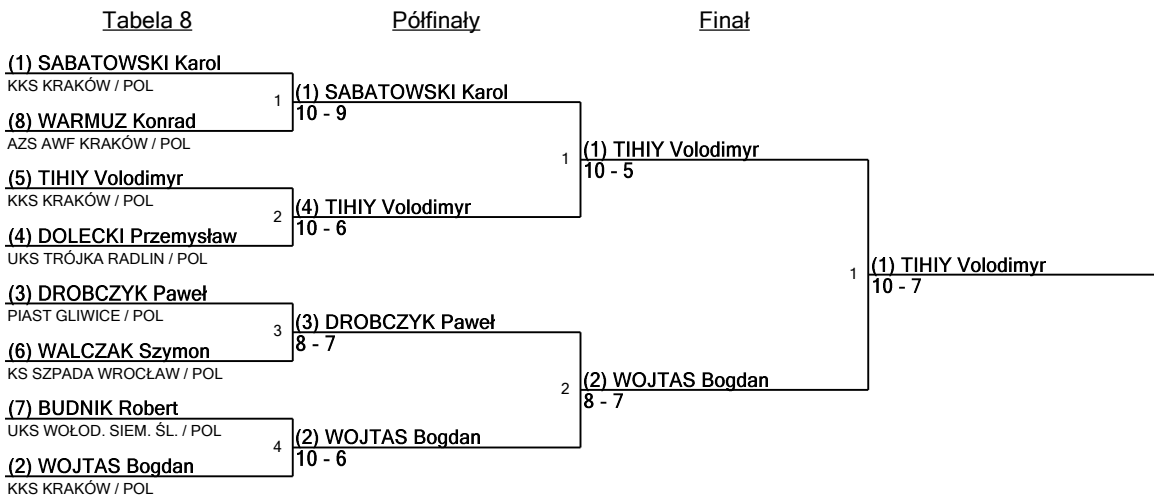 Tabela 8
Półfinały
Finał
(1) SABATOWSKI Karol
KKS KRAKÓW / POL
1
(8) WARMUZ Konrad
AZS AWF KRAKÓW / POL
(5) TIHIY Volodimyr
KKS KRAKÓW / POL
2
(4) DOLECKI Przemysław
UKS TRÓJKA RADLIN / POL
(3) DROBCZYK Paweł
PIAST GLIWICE / POL
3
(6) WALCZAK Szymon
KS SZPADA WROCŁAW / POL
(7) BUDNIK Robert
UKS WOŁOD. SIEM. ŚL. / POL
4
(2) WOJTAS Bogdan
KKS KRAKÓW / POL
(1) SABATOWSKI Karol
10 - 9
1
(4) TIHIY Volodimyr
10 - 6
(3) DROBCZYK Paweł
8 - 7
2
(2) WOJTAS Bogdan
10 - 6
(1) TIHIY Volodimyr
10 - 5
1
(2) WOJTAS Bogdan
8 - 7
(1) TIHIY Volodimyr
10 - 7